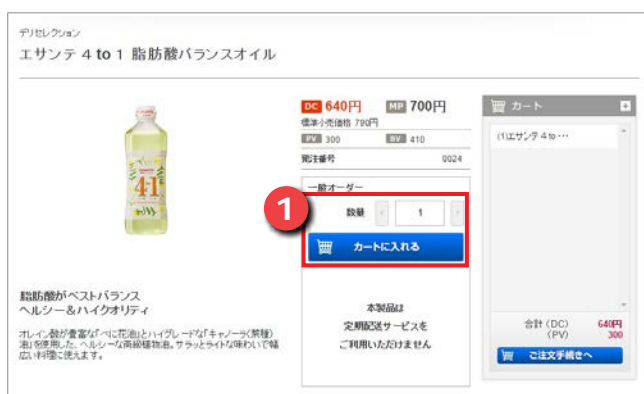 デリセレクション
エサンテ 4 to 1 脂肪酸バランスオイル
DC 640円 MP 700円
標準小売価格 790円
PV 300 BV 410
発注番号 0024
一般オーダー
1
数量 1
カートに入れる
本製品は
定期配送サービスを
ご利用いただけません
カート
(1)エサンテ 4 to …
合計 (DC) 640円
(PV) 300
ご注文手続きへ
4:1
脂肪酸がベストバランス
ヘルシー&ハイクオリティ
オレイン酸が豊富な「べに花油」とハイグレードな「キャノーラ(菜種)
油」を使用した、ヘルシーな高級植物油。サラッとライトな味わいで幅
広い料理に使えます。